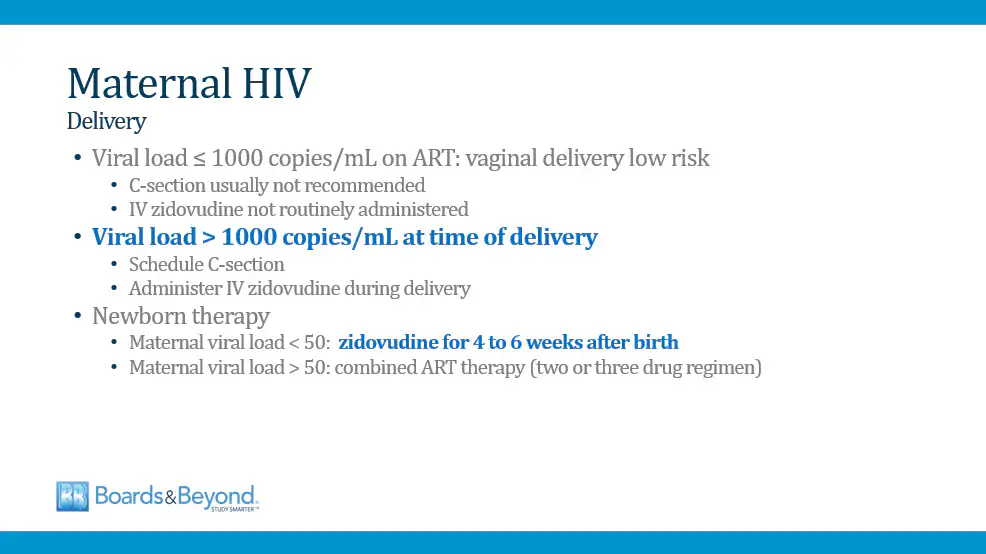 Maternal HIV
Delivery
• Viral load ≤ 1000 copies/mL on ART: vaginal delivery low risk
• C-section usually not recommended
• IV zidovudine not routinely administered
• Viral load > 1000 copies/mL at time of delivery
• Schedule C-section
• Administer IV zidovudine during delivery
• Newborn therapy
• Maternal viral load < 50: zidovudine for 4 to 6 weeks after birth
• Maternal viral load > 50: combined ART therapy (two or three drug regimen)
BB Boards&Beyond®
STUDY SMARTER™